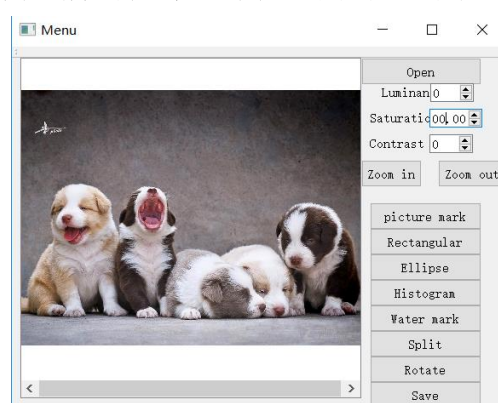 Menu
Open
Luminan 0
Saturatic 00.00
Contrast 0
Zoom in Zoom out
picture mark
Rectangular
Ellipse
Histogram
Water mark
Split
Rotate
Save